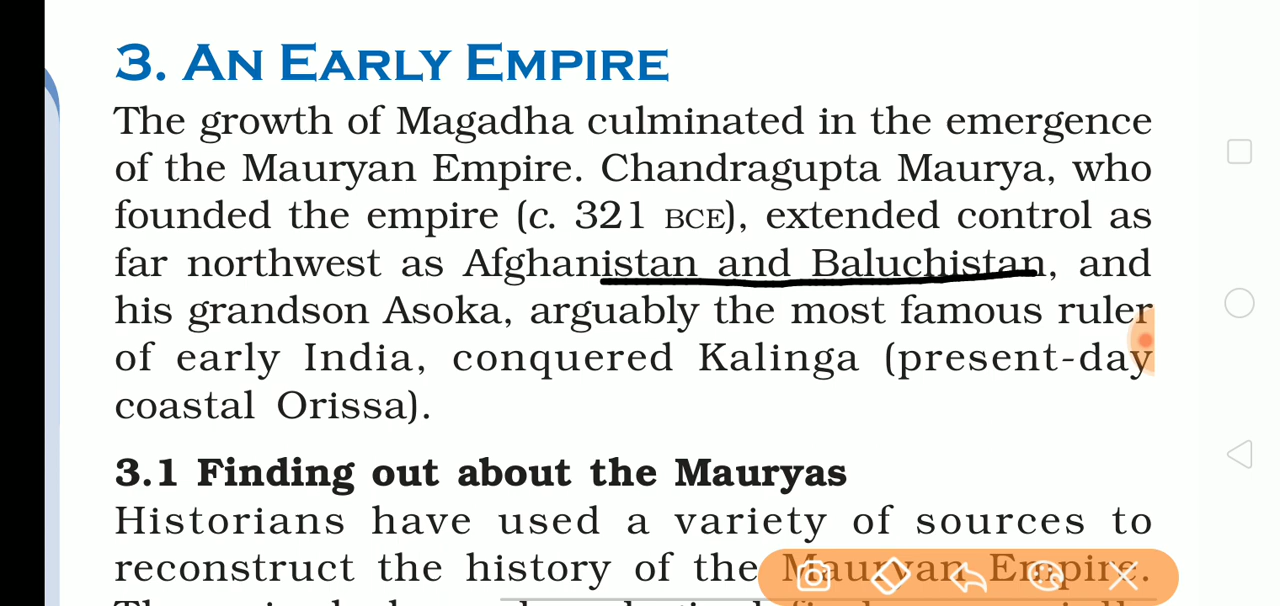 3. AN EARLY EMPIRE
The growth of Magadha culminated in the emergence
of the Mauryan Empire. Chandragupta Maurya, who
founded the empire (c. 321 BCE), extended control as
far northwest as Afghanistan and Baluchistan, and
his grandson Asoka, arguably the most famous ruler
of early India, conquered Kalinga (present-day
coastal Orissa).
3.1 Finding out about the Mauryas
Historians have used a variety of sources to
reconstruct the history of the Mauryan Empire.